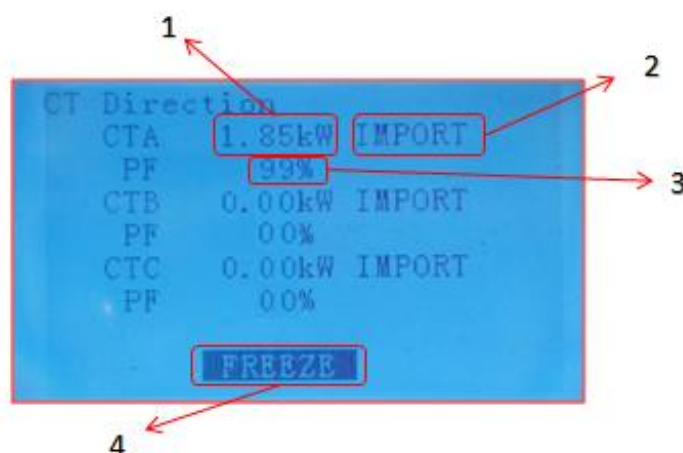 1
2
CT Direction
CTA 1.85kW IMPORT
PF 99%
3
CTB 0.00kW IMPORT
PF 00%
CTC 0.00kW IMPORT
PF 00%
FREEZE
4